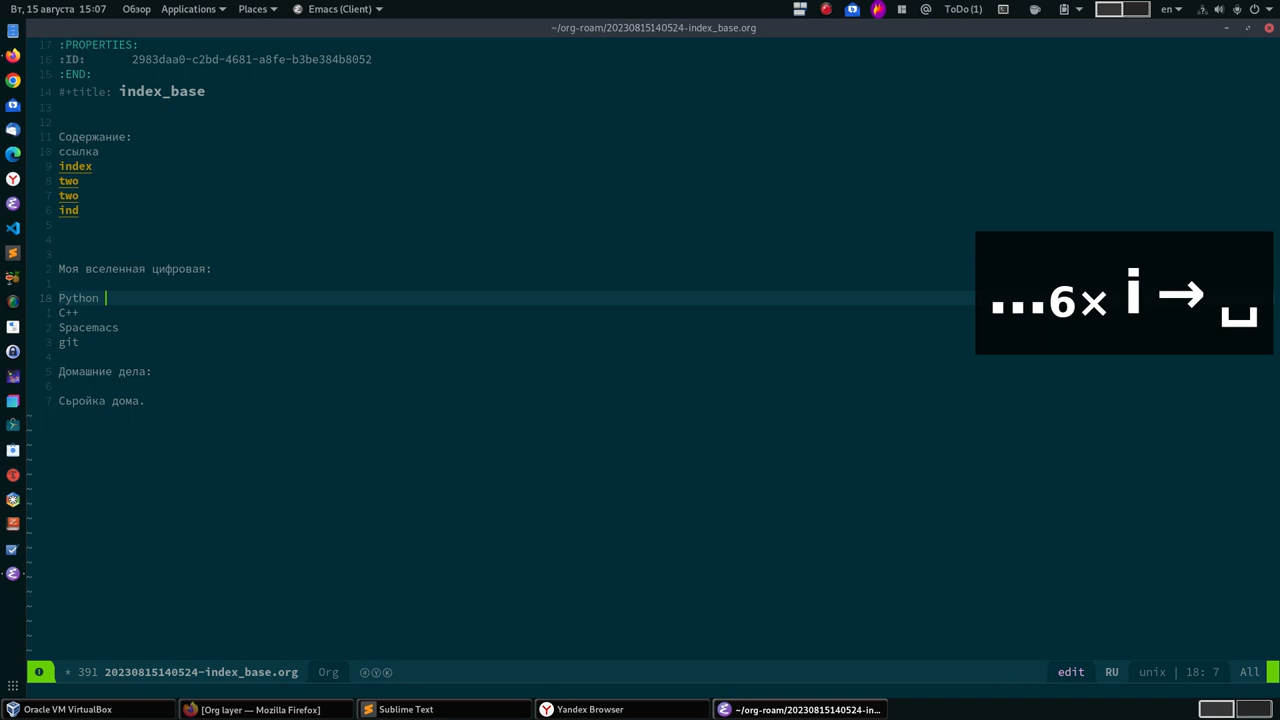 Вт, 15 августа 15:07 Обзор Applications Places Emacs (Client) @ ToDo (1) en
~/org-roam/20230815140524-index_base.org
17 :PROPERTIES:
16 :ID: 2983daa0-c2bd-4681-a8fe-b3be384b8052
15 :END:
14 #+title: index_base
13
12
11 Содержание:
10 ссылка
9 index
8 two
7 two
6 ind
5
4
3
2 Моя вселенная цифровая:
1
18 Python
1 C++
2 Spacemacs
3 git
4
5 Домашние дела:
6
7 Сьройка дома.
...6× i → ␣
* 391 20230815140524-index_base.org Org ⓐⓎⓀ edit RU unix | 18: 7 All
Oracle VM VirtualBox [Org layer — Mozilla Firefox] Sublime Text Yandex Browser ~/org-roam/20230815140524-in...